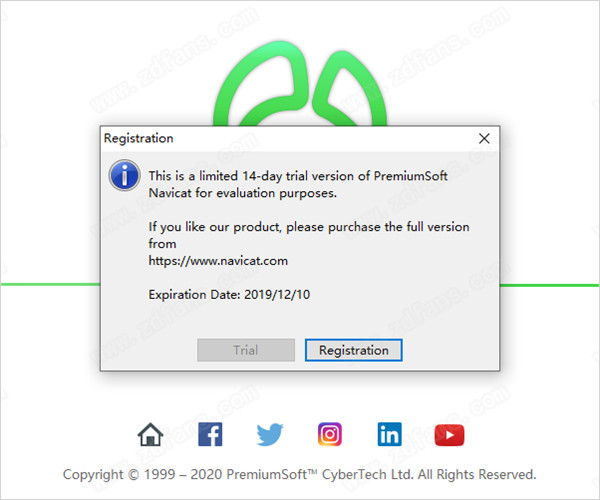 Registration
This is a limited 14-day trial version of PremiumSoft
Navicat for evaluation purposes.
If you like our product, please purchase the full version
from
https://www.navicat.com
Expiration Date: 2019/12/10
Trial
Registration
Copyright © 1999 – 2020 PremiumSoft™ CyberTech Ltd. All Rights Reserved.
www.zdfans.com